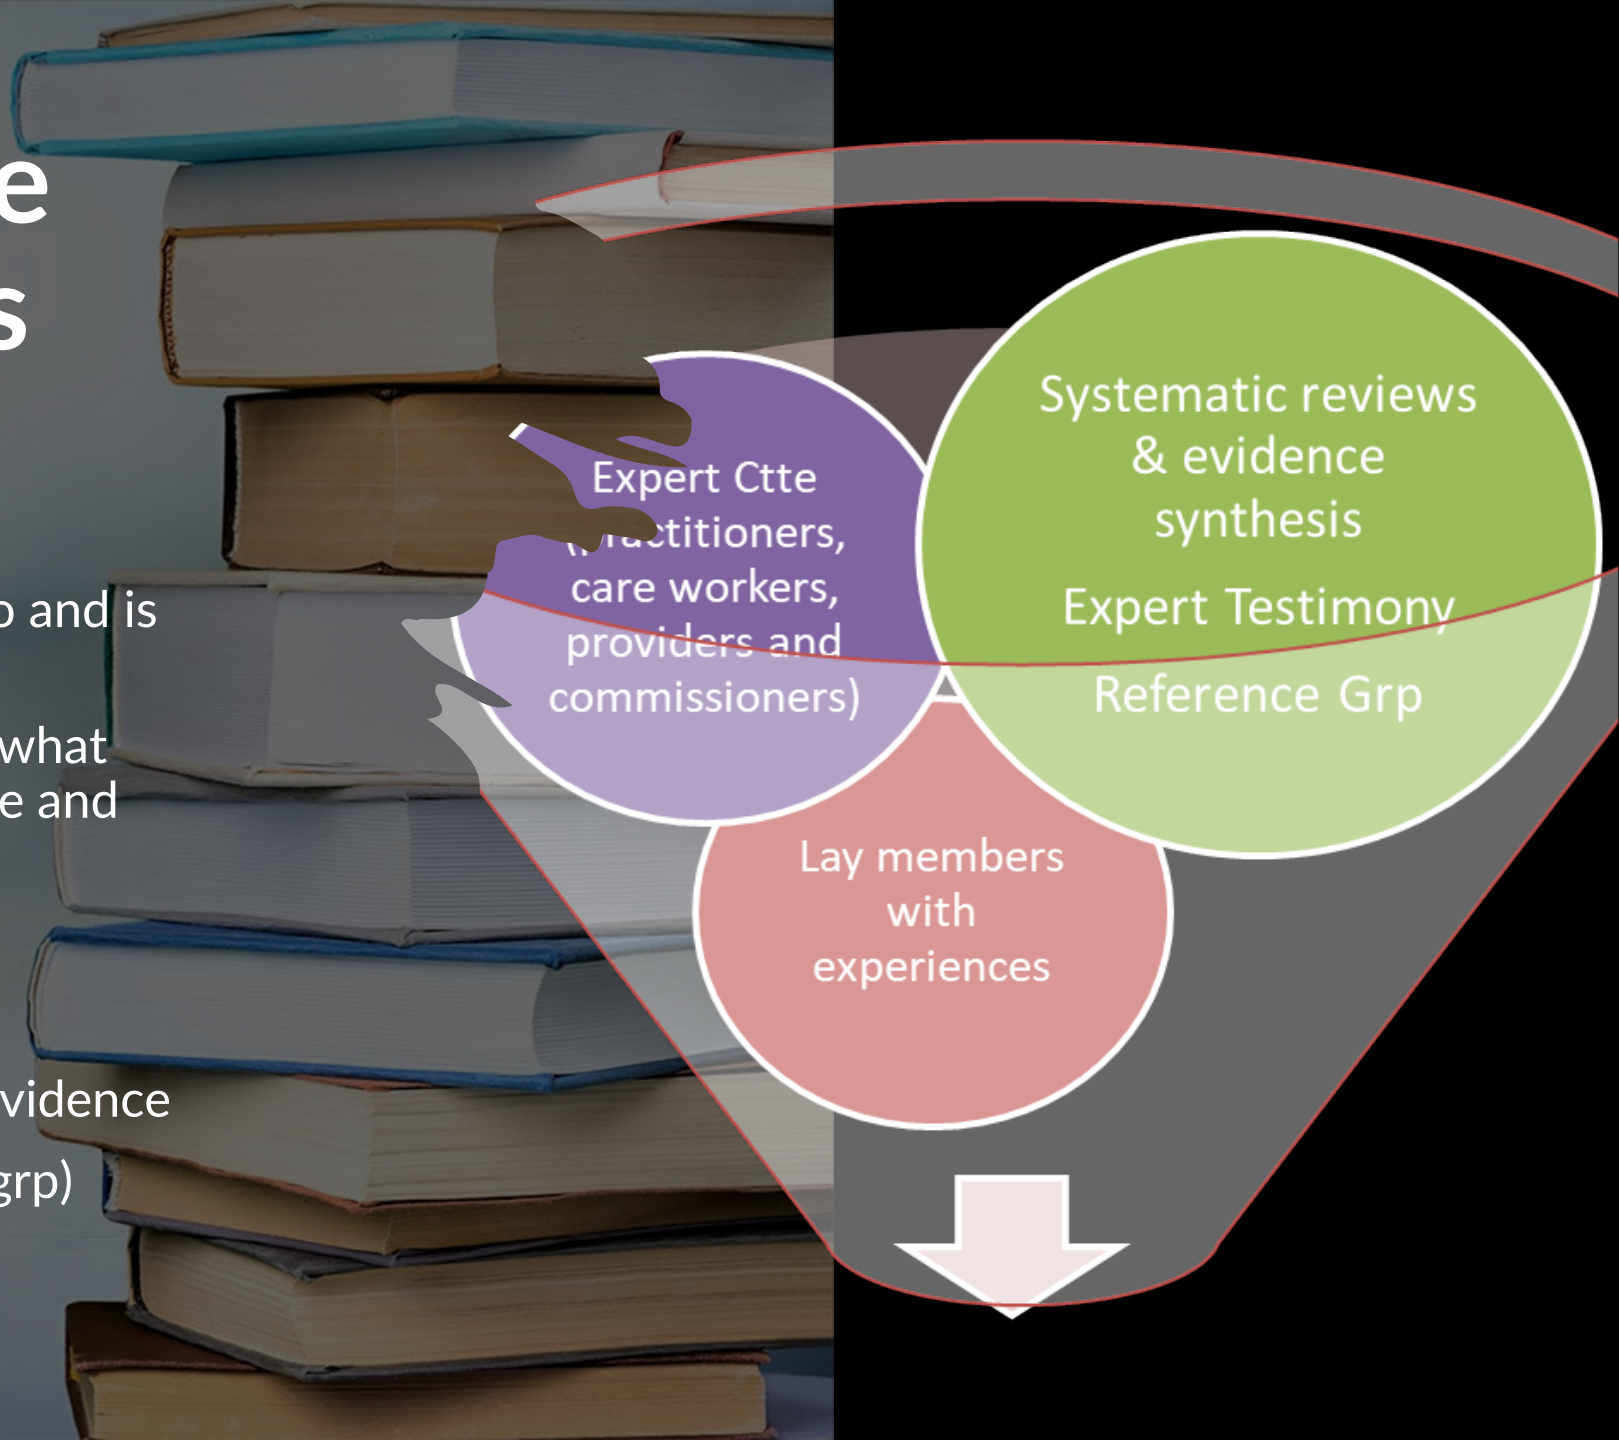 e
s
o and is
what
e and
vidence
grp)
Expert Ctte
(practitioners,
care workers,
providers and
commissioners)
Systematic reviews
& evidence
synthesis
Expert Testimony
Reference Grp
Lay members
with
experiences